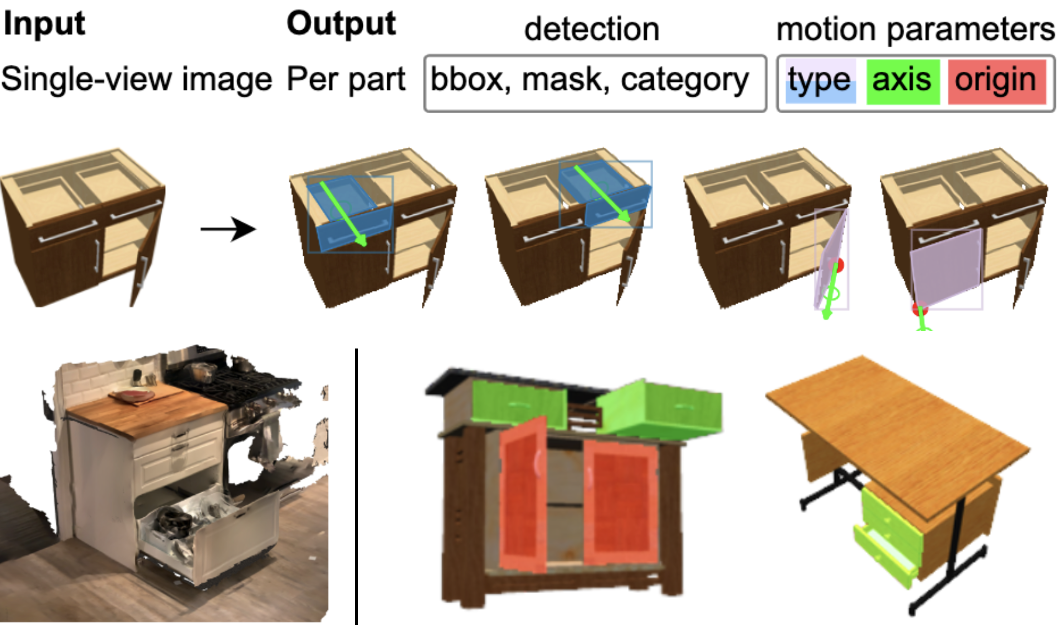 Input Output detection motion parameters
Single-view image Per part bbox, mask, category type axis origin